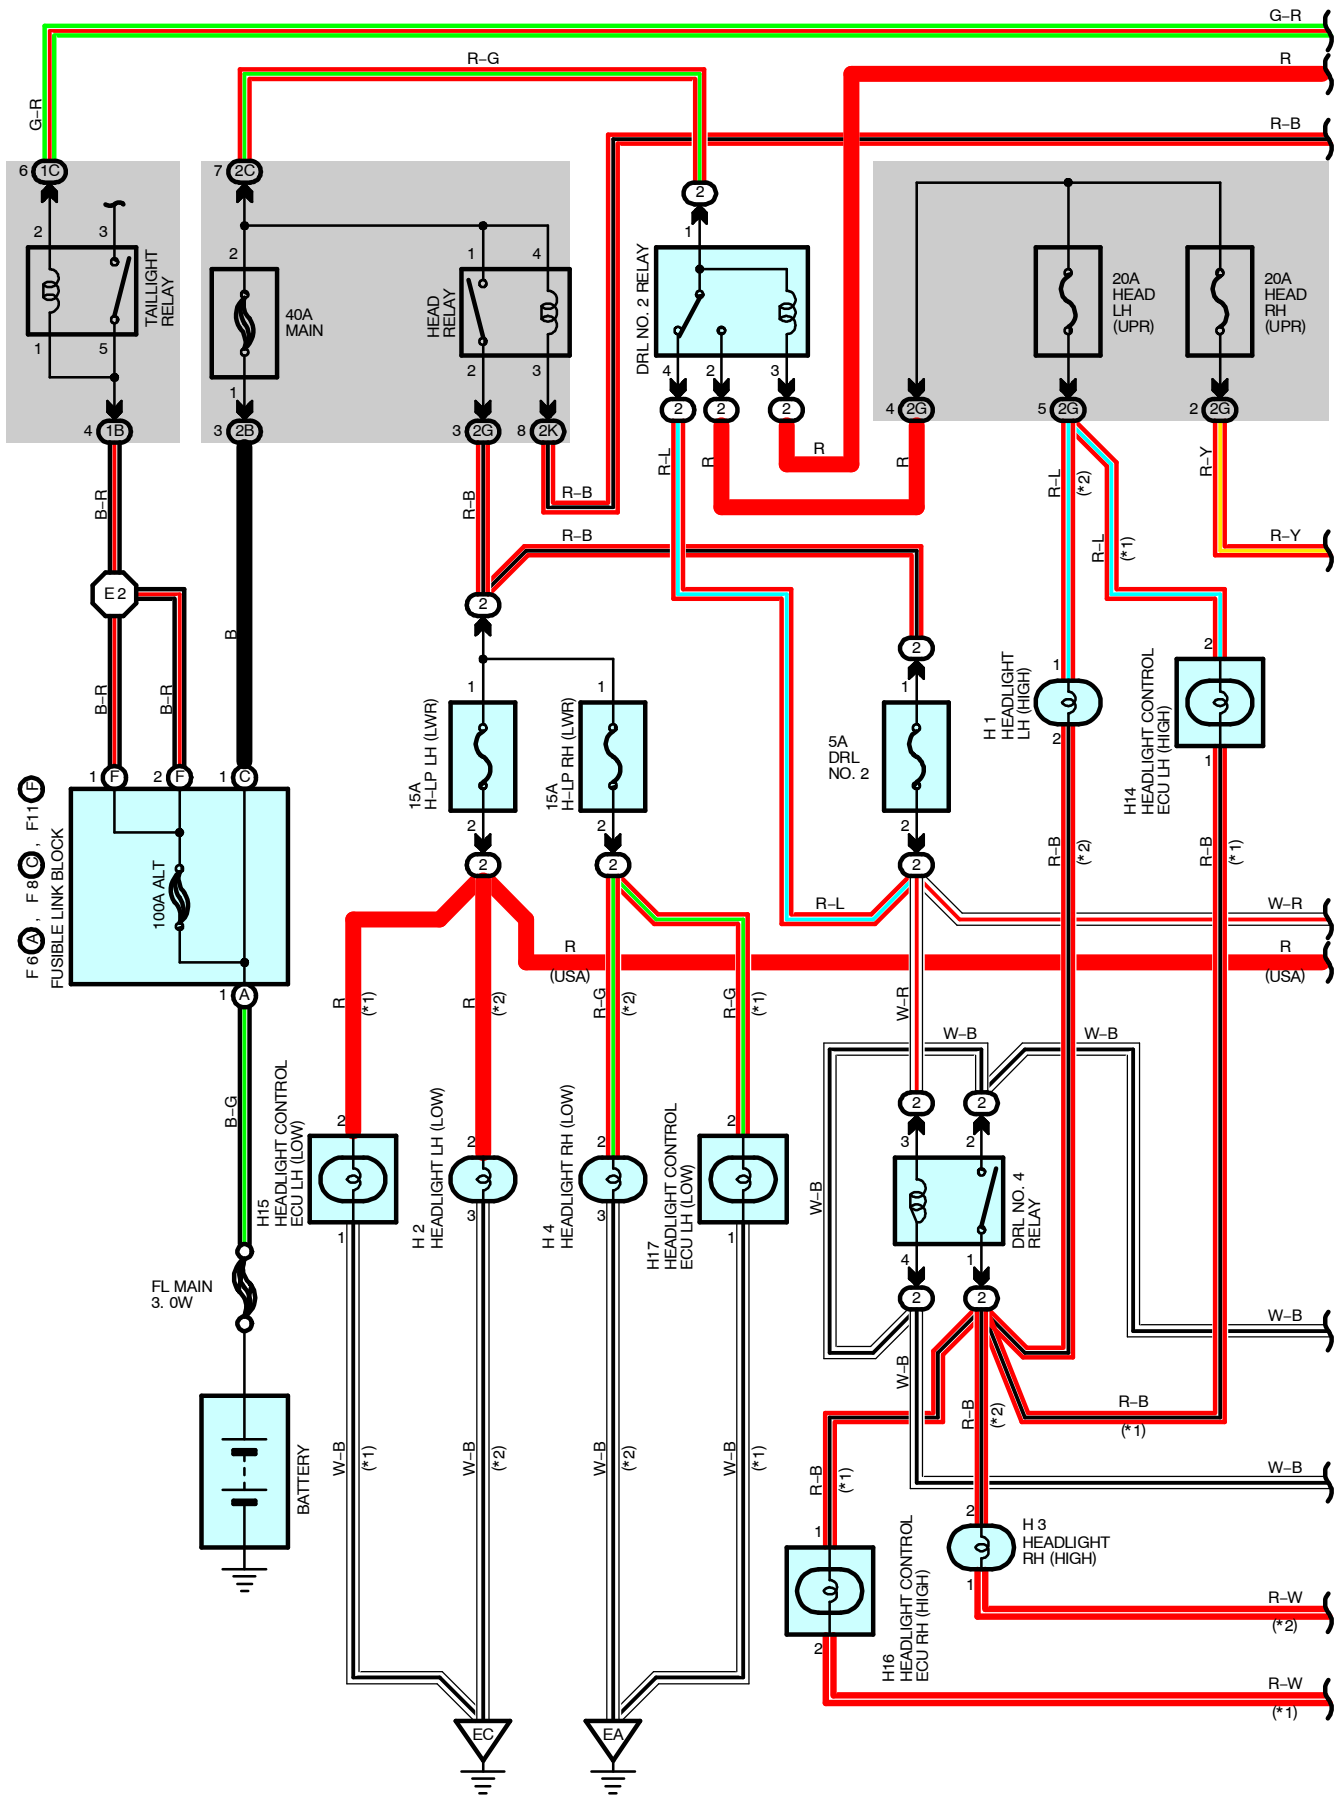 G-R
R
R-G
R-B
G-R
6 1C
7 2C
2
2 3
TAILLIGHT
RELAY
1 5
2
40A
MAIN
1
1 4
HEAD
RELAY
2 3
1
DRL NO. 2 RELAY
4 2 3
2 2 2
20A
HEAD
LH
(UPR)
20A
HEAD
RH
(UPR)
4 1B
3 2B
3 2G
8 2K
4 2G
5 2G
2 2G
R-L
R
R
R
R-L
(*2)
R-Y
B-R
R-B
R-B
R-B
R-L
(*1)
R-Y
E 2
B
2
2
B-R
B-R
1
15A
H-LP LH (LWR)
2
1
15A
H-LP RH (LWR)
2
1
5A
DRL
NO. 2
2
1
H 1
HEADLIGHT
LH (HIGH)
2
2
H14
HEADLIGHT CONTROL
ECU LH (HIGH)
1
1 F
2 F
1 C
F 6 A , F 8 C , F11 F
FUSIBLE LINK BLOCK
100A ALT
1 A
2
2
2
R-B
(*2)
R-B
(*1)
R-L
W-R
R
(USA)
R
(USA)
R
(*1)
R
(*2)
R-G
(*2)
R-G
(*1)
W-R
W-B
W-B
B-G
2 2
2
H15
HEADLIGHT CONTROL
ECU LH (LOW)
1
2
H 2
HEADLIGHT LH (LOW)
3
2
H 4
HEADLIGHT RH (LOW)
3
2
H17
HEADLIGHT CONTROL
ECU LH (LOW)
1
W-B
3 2
DRL NO. 4
RELAY
4 1
2 2
FL MAIN
3. 0W
W-B
W-B
BATTERY
W-B
(*1)
W-B
(*2)
W-B
(*2)
W-B
(*1)
R-B
(*1)
R-B
(*2)
R-B
(*1)
W-B
1
H16
HEADLIGHT CONTROL
ECU RH (HIGH)
2
2
H 3
HEADLIGHT
RH (HIGH)
1
R-W
(*2)
R-W
(*1)
EC
EA